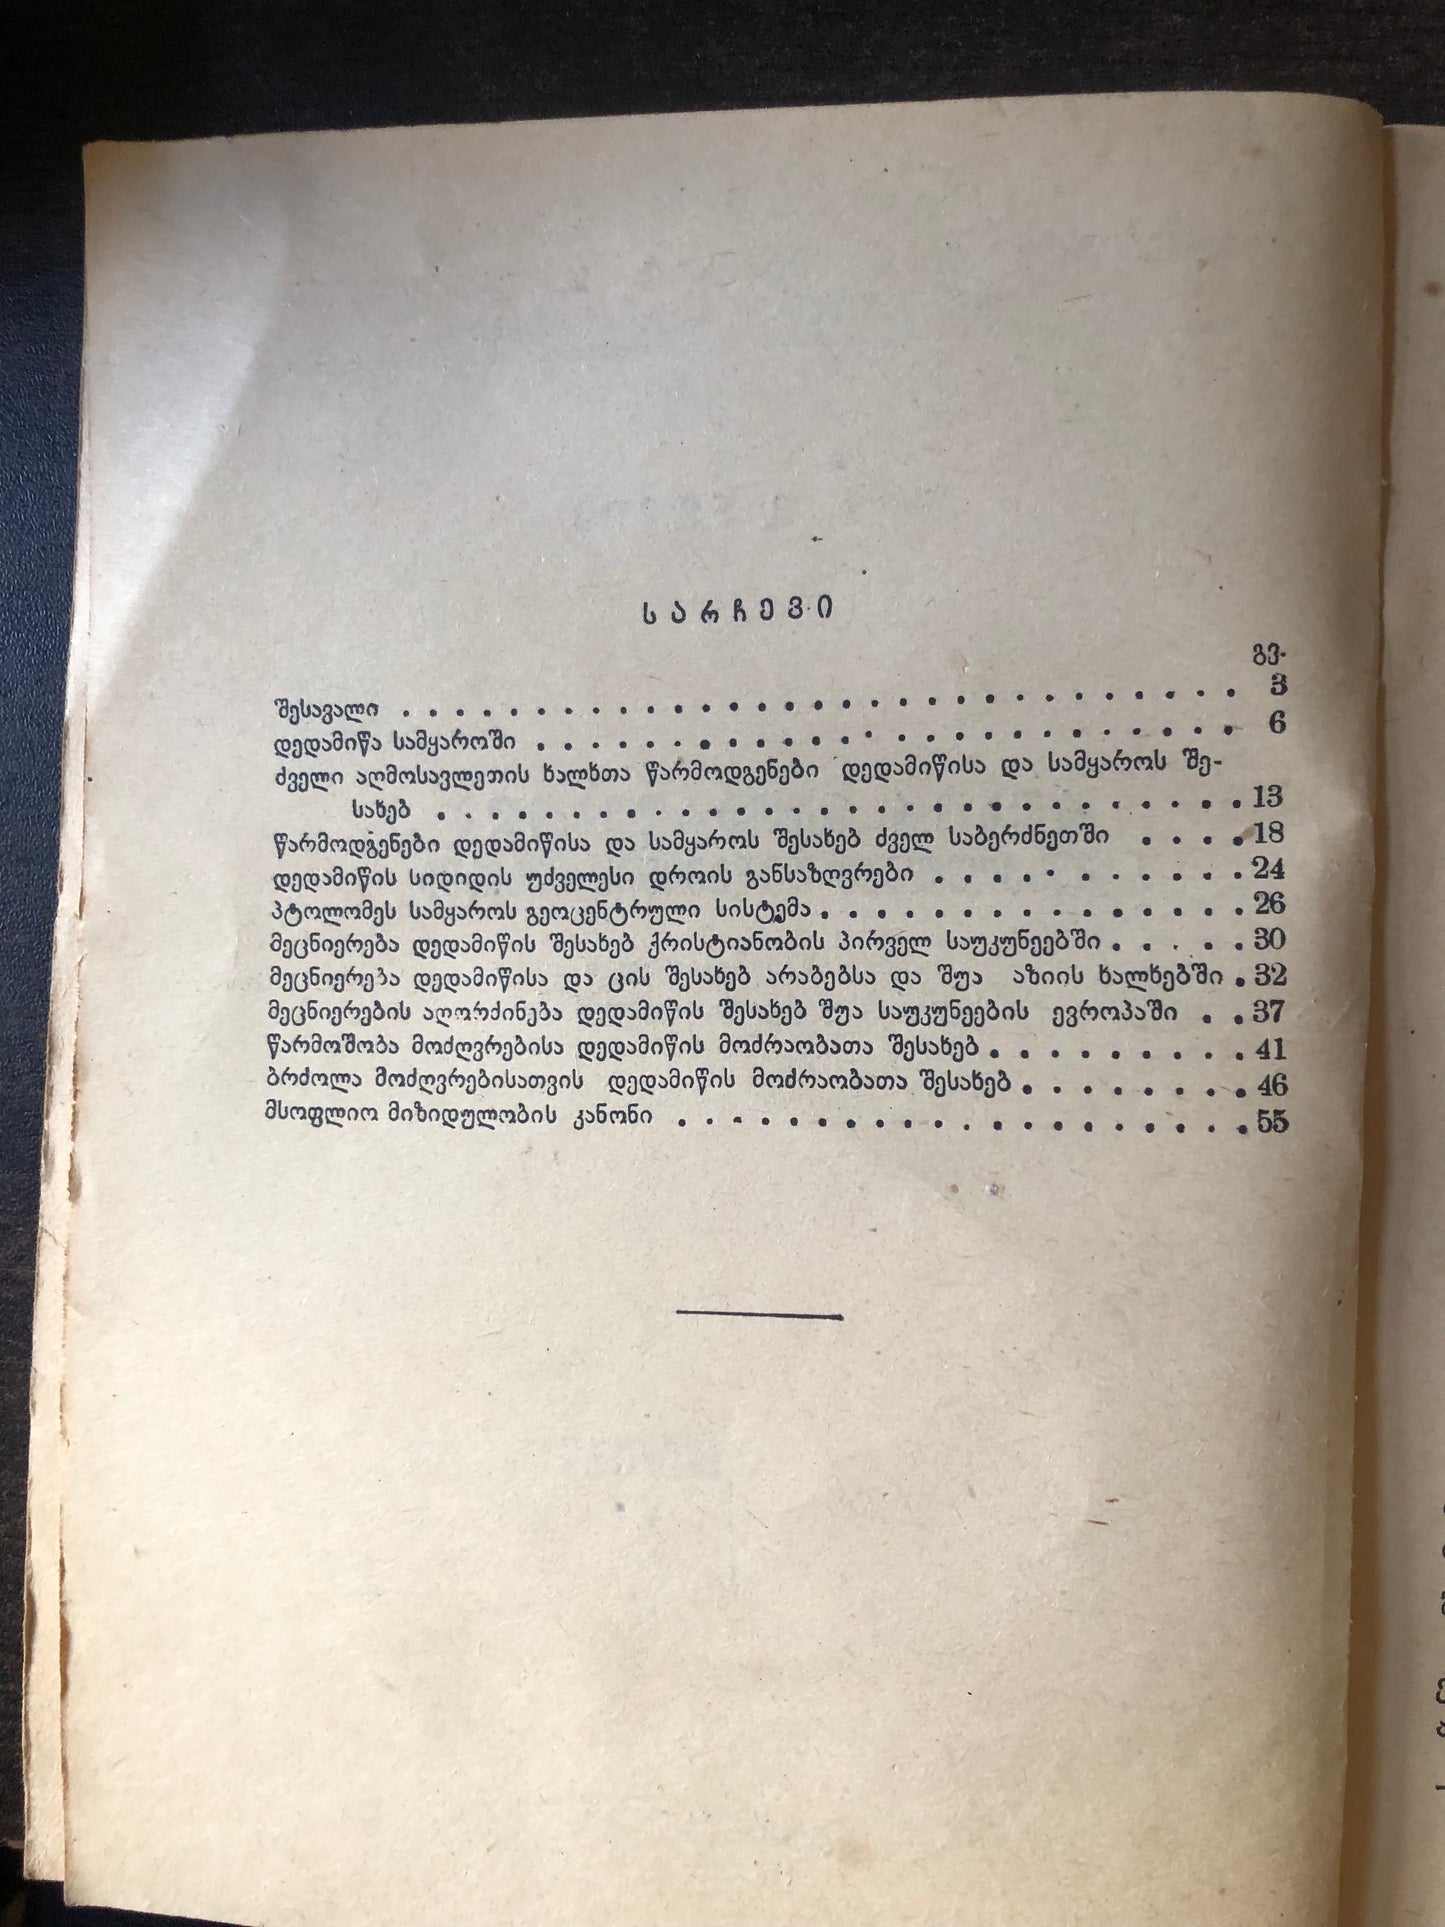 სარჩევი
გვ.
შესავალი . . . . . . . . . . . . . . . . . . . . . . . . . . . . . . 3
დედამიწა სამყაროში . . . . . . . . . . . . . . . . . . . . . . . . 6
ძველი აღმოსავლეთის ხალხთა წარმოდგენები დედამიწისა და სამყაროს შე-
სახებ . . . . . . . . . . . . . . . . . . . . . . . . . . . . . 13
წარმოდგენები დედამიწისა და სამყაროს შესახებ ძველ საბერძნეთში . . . . 18
დედამიწის სიდიდის უძველესი დროის განსაზღვრები . . . . . . . . . . . 24
პტოლომეს სამყაროს გეოცენტრული სისტემა . . . . . . . . . . . . . . . 26
მეცნიერება დედამიწის შესახებ ქრისტიანობის პირველ საუკუნეებში . . . . . 30
მეცნიერება დედამიწისა და ცის შესახებ არაბებსა და შუა აზიის ხალხებში . 32
მეცნიერების აღორძინება დედამიწის შესახებ შუა საუკუნეების ევროპაში . . 37
წარმოშობა მოძღვრებისა დედამიწის მოძრაობათა შესახებ . . . . . . . . . 41
ბრძოლა მოძღვრებისათვის დედამიწის მოძრაობათა შესახებ . . . . . . . . 46
მსოფლიო მიზიდულობის კანონი . . . . . . . . . . . . . . . . . . . . 55